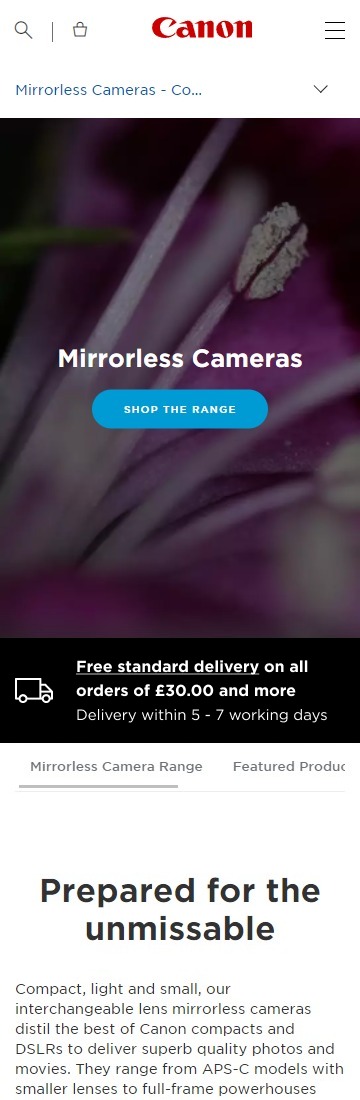 Canon
Mirrorless Cameras - Co...
Mirrorless Cameras
SHOP THE RANGE
Free standard delivery on all
orders of £30.00 and more
Delivery within 5 - 7 working days
Mirrorless Camera Range
Featured Produc
Prepared for the
unmissable
Compact, light and small, our
interchangeable lens mirrorless cameras
distil the best of Canon compacts and
DSLRs to deliver superb quality photos and
movies. They range from APS-C models with
smaller lenses to full-frame powerhouses